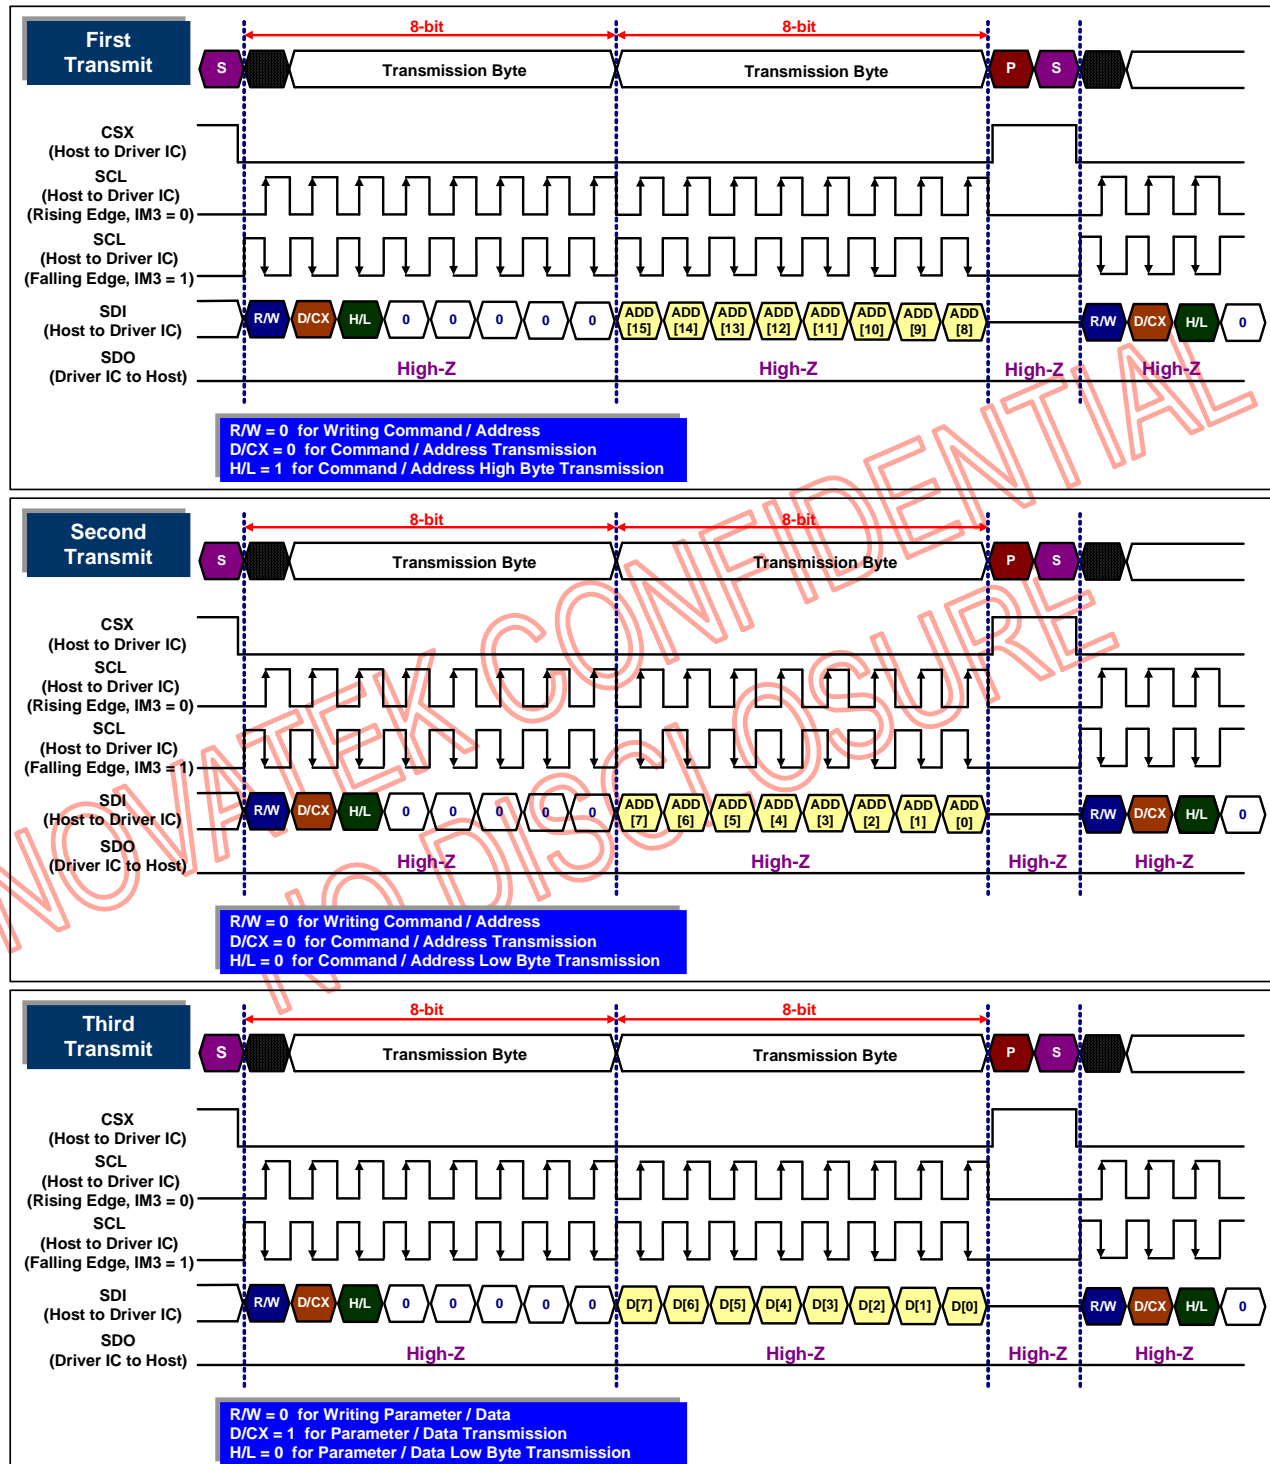 First
Transmit
8-bit 8-bit
S Transmission Byte Transmission Byte P S
CSX
(Host to Driver IC)
SCL
(Host to Driver IC)
(Rising Edge, IM3 = 0)
SCL
(Host to Driver IC)
(Falling Edge, IM3 = 1)
SDI
(Host to Driver IC)
R/W D/CX H/L 0 0 0 0 0 ADD [15] ADD [14] ADD [13] ADD [12] ADD [11] ADD [10] ADD [9] ADD [8] R/W D/CX H/L 0
SDO
(Driver IC to Host)
High-Z High-Z High-Z High-Z
R/W = 0 for Writing Command / Address
D/CX = 0 for Command / Address Transmission
H/L = 1 for Command / Address High Byte Transmission
Second
Transmit
8-bit 8-bit
S Transmission Byte Transmission Byte P S
CSX
(Host to Driver IC)
SCL
(Host to Driver IC)
(Rising Edge, IM3 = 0)
SCL
(Host to Driver IC)
(Falling Edge, IM3 = 1)
SDI
(Host to Driver IC)
R/W D/CX H/L 0 0 0 0 0 ADD [7] ADD [6] ADD [5] ADD [4] ADD [3] ADD [2] ADD [1] ADD [0] R/W D/CX H/L 0
SDO
(Driver IC to Host)
High-Z High-Z High-Z High-Z
R/W = 0 for Writing Command / Address
D/CX = 0 for Command / Address Transmission
H/L = 0 for Command / Address Low Byte Transmission
Third
Transmit
8-bit 8-bit
S Transmission Byte Transmission Byte P S
CSX
(Host to Driver IC)
SCL
(Host to Driver IC)
(Rising Edge, IM3 = 0)
SCL
(Host to Driver IC)
(Falling Edge, IM3 = 1)
SDI
(Host to Driver IC)
R/W D/CX H/L 0 0 0 0 0 D[7] D[6] D[5] D[4] D[3] D[2] D[1] D[0] R/W D/CX H/L 0
SDO
(Driver IC to Host)
High-Z High-Z High-Z High-Z
R/W = 0 for Writing Parameter / Data
D/CX = 1 for Parameter / Data Transmission
H/L = 0 for Parameter / Data Low Byte Transmission
NOVATEK CONFIDENTIAL
NO DISCLOSURE